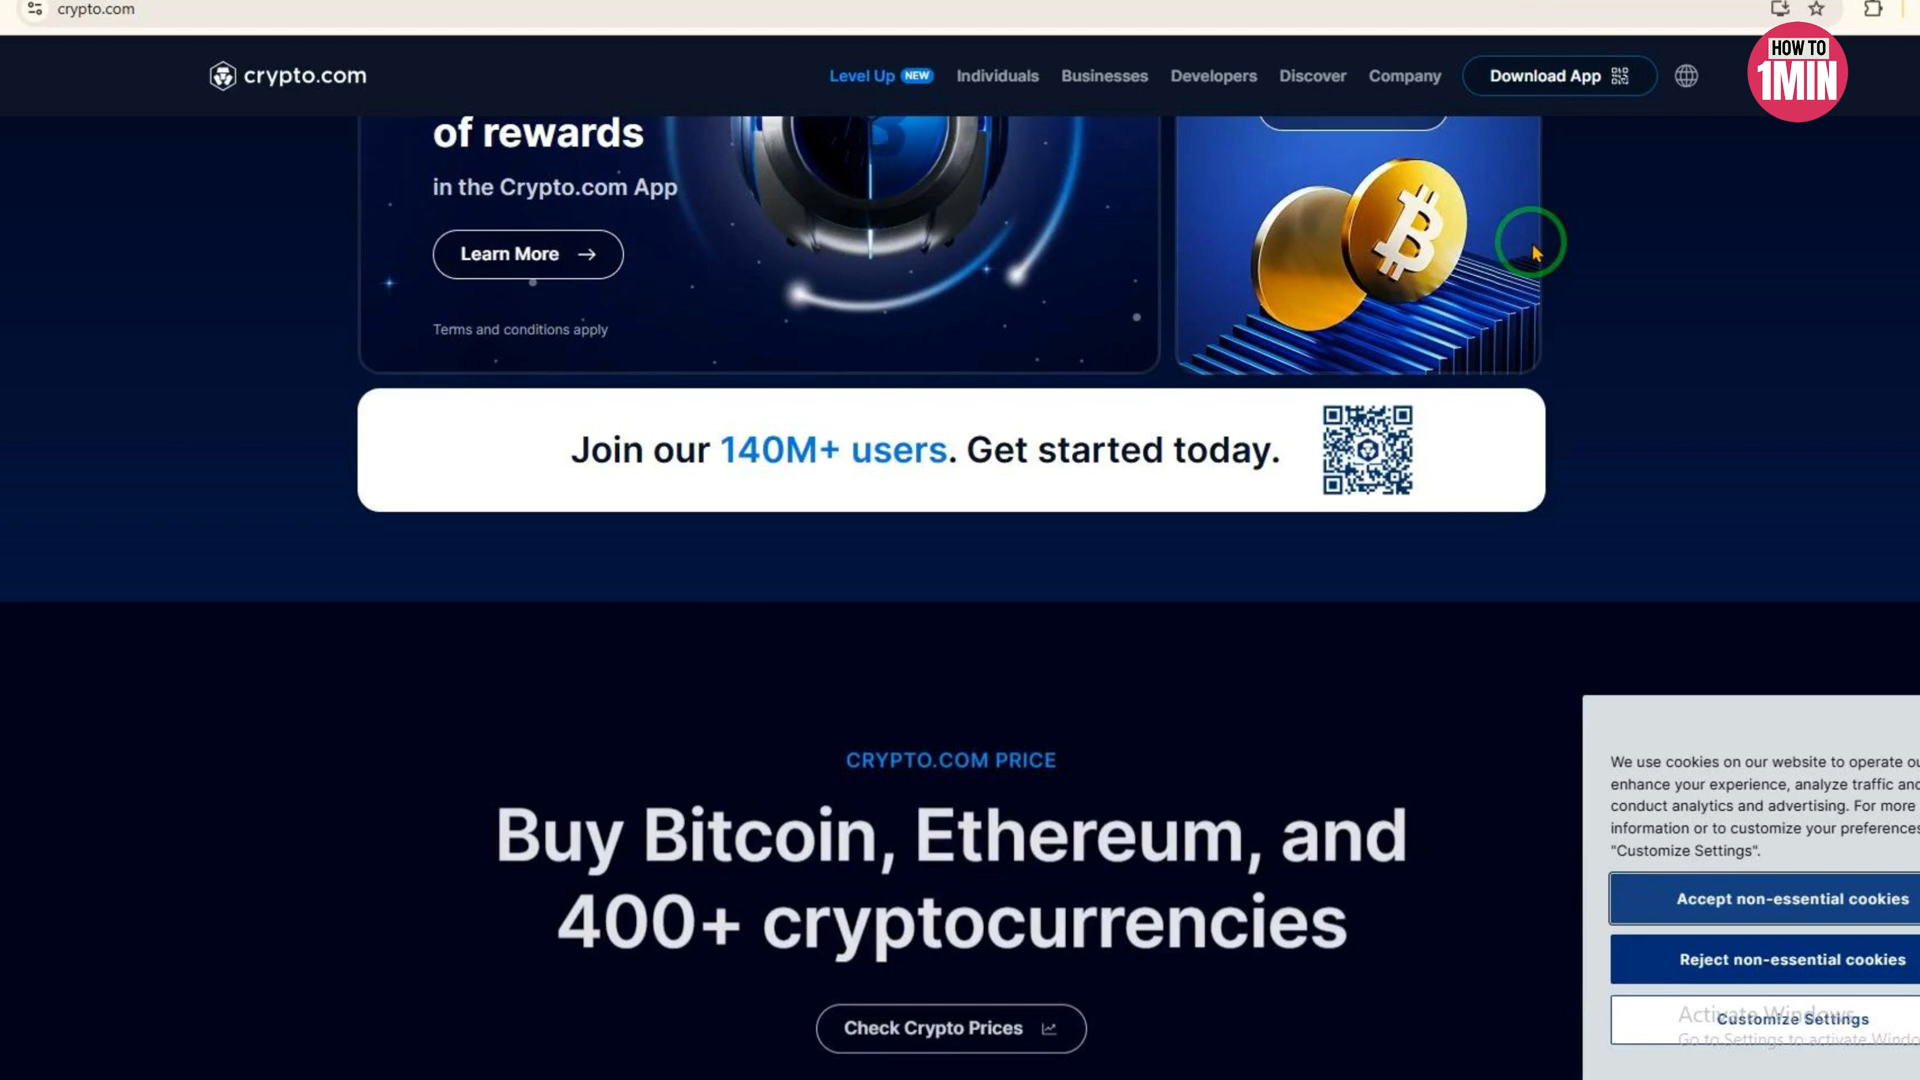 crypto.com
HOW TO
1MIN
crypto.com
Level Up NEW Individuals Businesses Developers Discover Company Download App
of rewards
in the Crypto.com App
Learn More
Terms and conditions apply
Join our 140M+ users. Get started today.
CRYPTO.COM PRICE
Buy Bitcoin, Ethereum, and
400+ cryptocurrencies
Check Crypto Prices
We use cookies on our website to operate
enhance your experience, analyze traffic and
conduct analytics and advertising. For more
information or to customize your preferences
"Customize Settings".
Accept non-essential cookies
Reject non-essential cookies
Customize Settings
Activate Windows
Go to Settings to activate